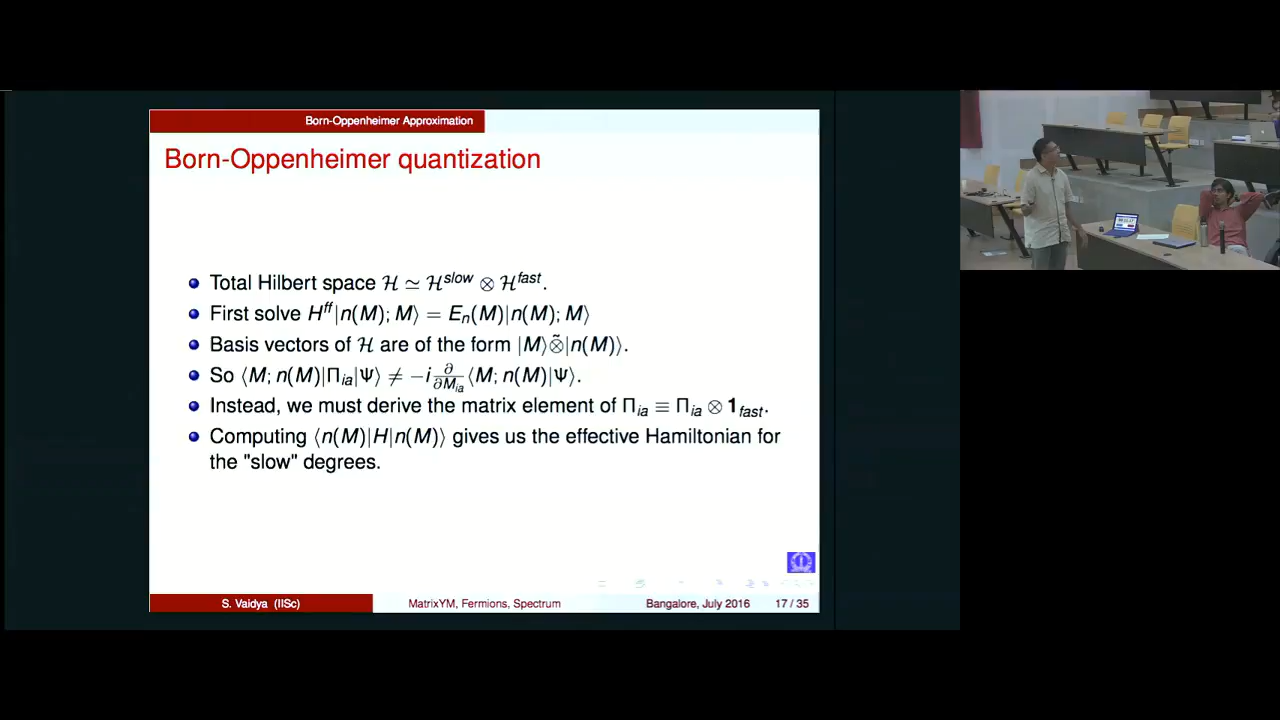 Born-Oppenheimer Approximation
Born-Oppenheimer quantization
Total Hilbert space ℋ ≃ ℋ^slow ⊗ ℋ^fast.
First solve H^ff|n(M); M⟩ = E_n(M)|n(M); M⟩
Basis vectors of ℋ are of the form |M⟩⊗̃|n(M)⟩.
So ⟨M; n(M)|Π_ia|Ψ⟩ ≠ −i ∂/∂M_ia ⟨M; n(M)|Ψ⟩.
Instead, we must derive the matrix element of Π_ia ≡ Π_ia ⊗ 1_fast.
Computing ⟨n(M)|H|n(M)⟩ gives us the effective Hamiltonian for
the "slow" degrees.
S. Vaidya (IISc) MatrixYM, Fermions, Spectrum Bangalore, July 2016 17 / 35